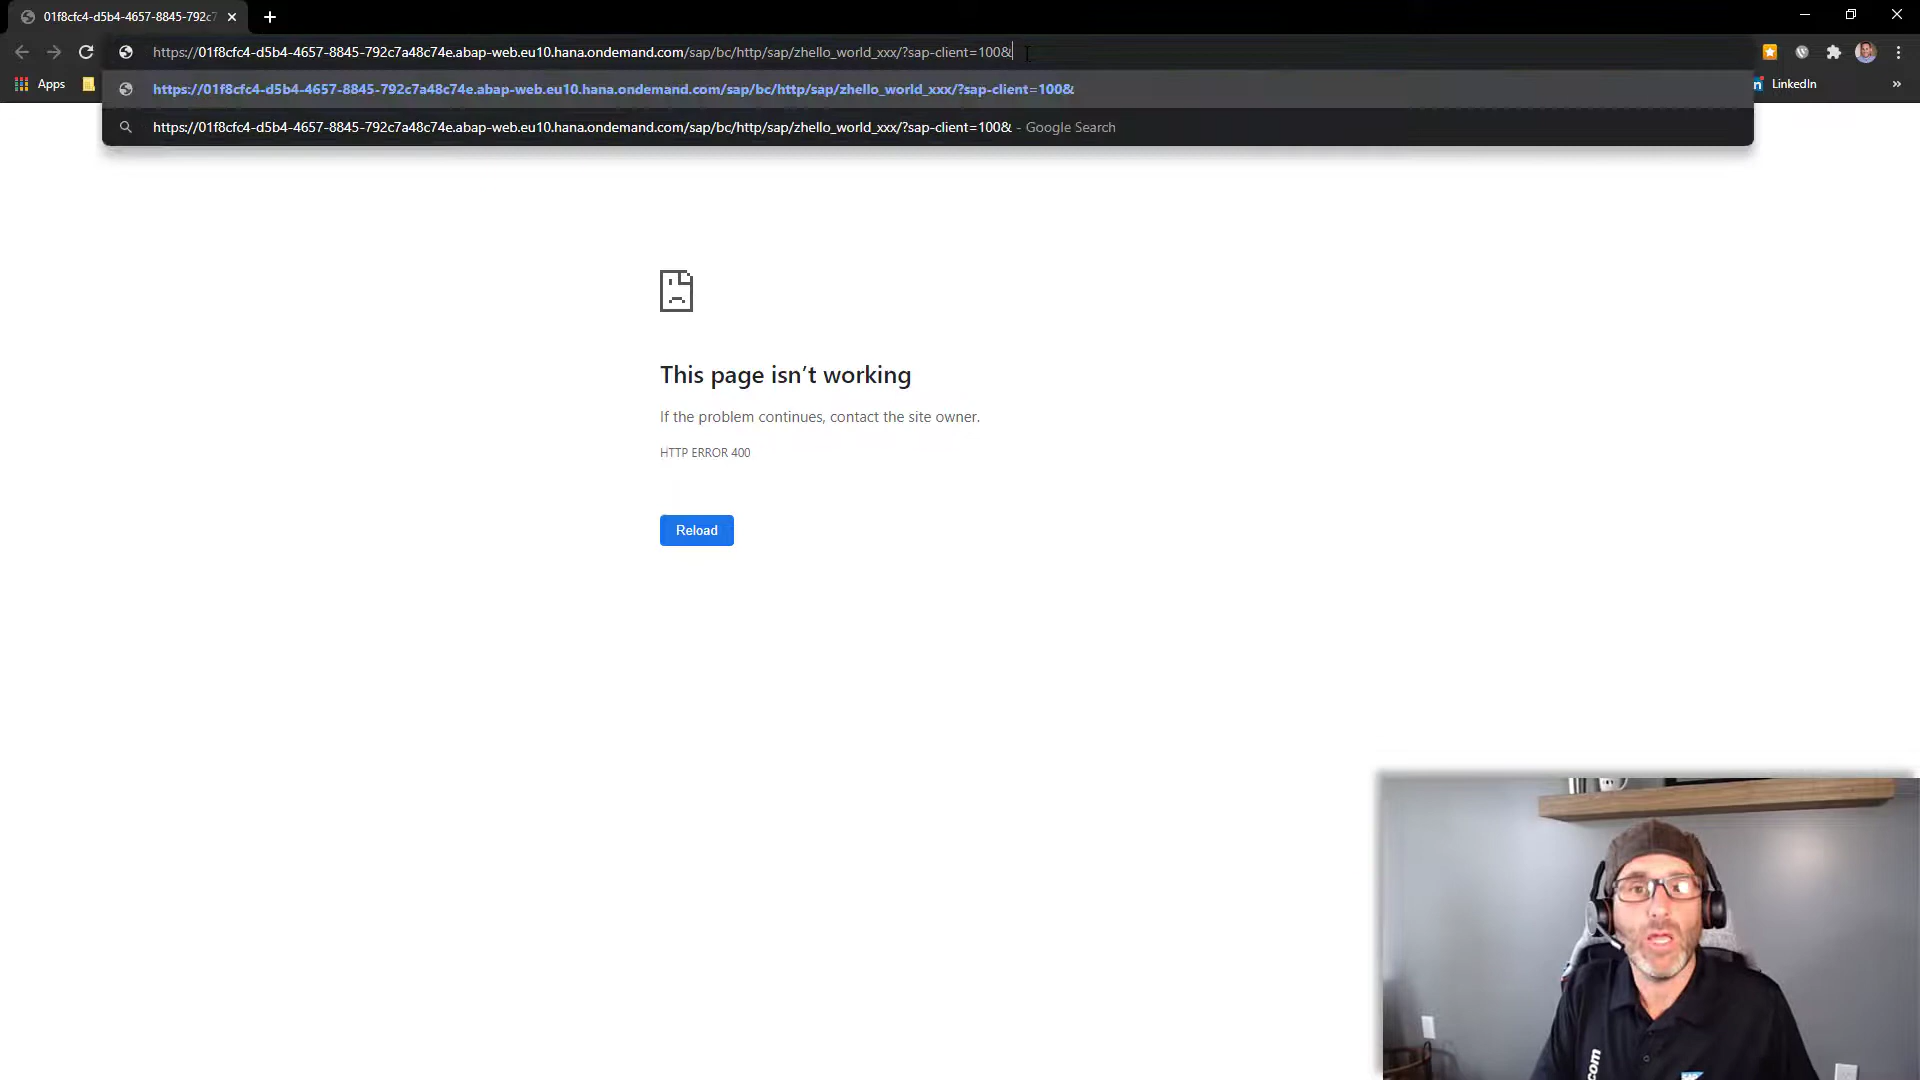 01f8cfc4-d5b4-4657-8845-792c7
https://01f8cfc4-d5b4-4657-8845-792c7a48c74e.abap-web.eu10.hana.ondemand.com/sap/bc/http/sap/zhello_world_xxx/?sap-client=100&
Apps
LinkedIn
https://01f8cfc4-d5b4-4657-8845-792c7a48c74e.abap-web.eu10.hana.ondemand.com/sap/bc/http/sap/zhello_world_xxx/?sap-client=100&
https://01f8cfc4-d5b4-4657-8845-792c7a48c74e.abap-web.eu10.hana.ondemand.com/sap/bc/http/sap/zhello_world_xxx/?sap-client=100& - Google Search
This page isn’t working
If the problem continues, contact the site owner.
HTTP ERROR 400
Reload
.com
SAP